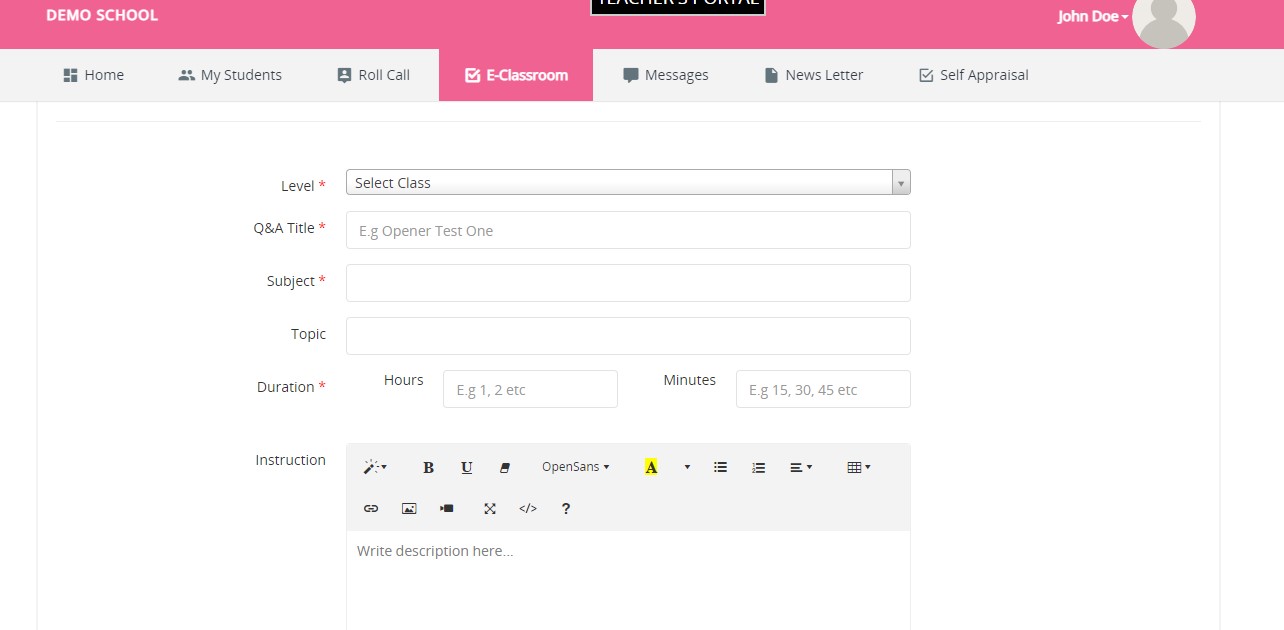 DEMO SCHOOL
TEACHER'S PORTAL
John Doe
Home My Students Roll Call E-Classroom Messages News Letter Self Appraisal
Level * Select Class
Q&A Title * E.g Opener Test One
Subject *
Topic
Duration * Hours E.g 1, 2 etc Minutes E.g 15, 30, 45 etc
Instruction
B U OpenSans A
</> ?
Write description here...